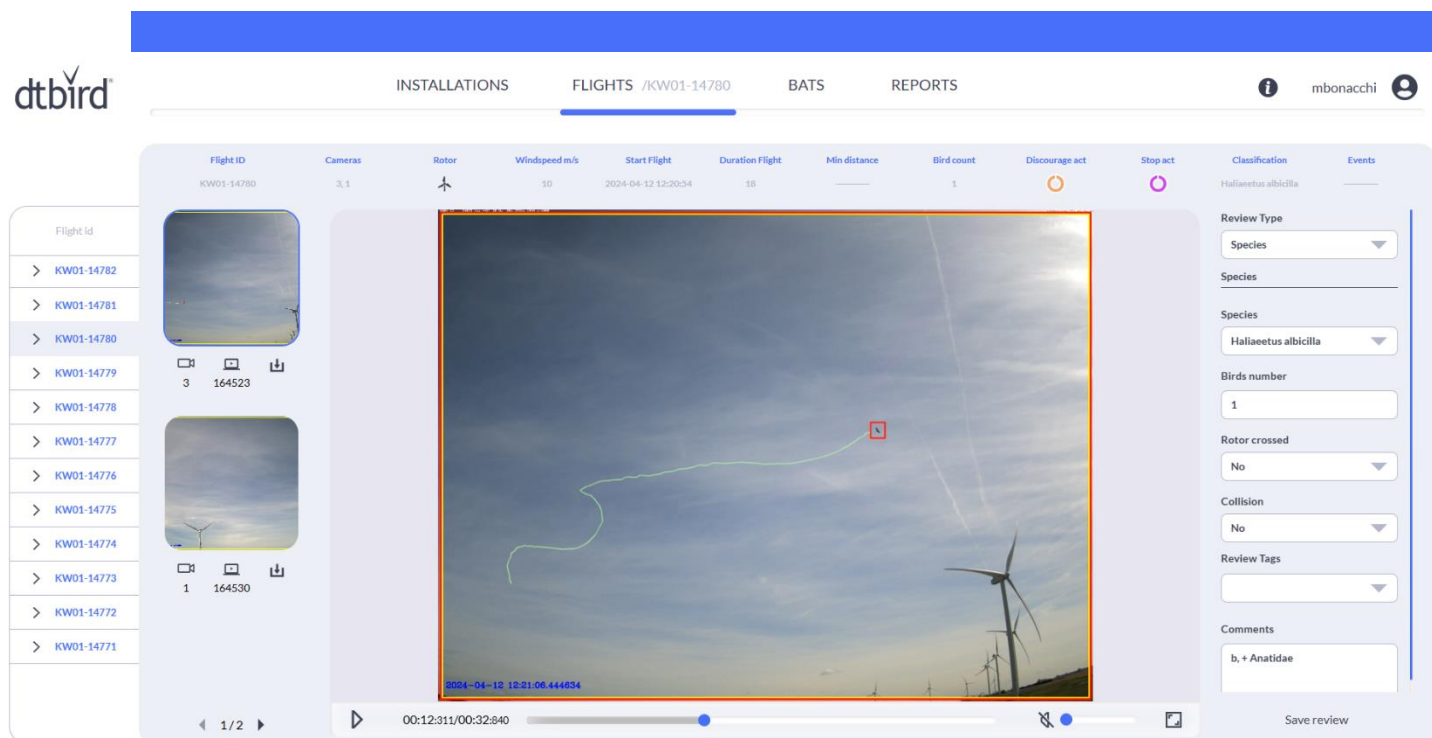 dtbird
INSTALLATIONS FLIGHTS /KW01-14780 BATS REPORTS mbonacchi
Flight ID Cameras Rotor Windspeed m/s Start Flight Duration Flight Min distance Bird count Discourage act Stop act Classification Events
KW01-14780 3, 1 10 2024-04-12 12:20:54 18 1 Haliaeetus albicilla
Flight id
KW01-14782
KW01-14781
KW01-14780
KW01-14779
KW01-14778
KW01-14777
KW01-14776
KW01-14775
KW01-14774
KW01-14773
KW01-14772
KW01-14771
3 164523
1 164530
1/2
2024-04-12 12:21:06.444634
00:12:311/00:32:840
Review Type
Species
Species
Species
Haliaeetus albicilla
Birds number
1
Rotor crossed
No
Collision
No
Review Tags
Comments
b, + Anatidae
Save review